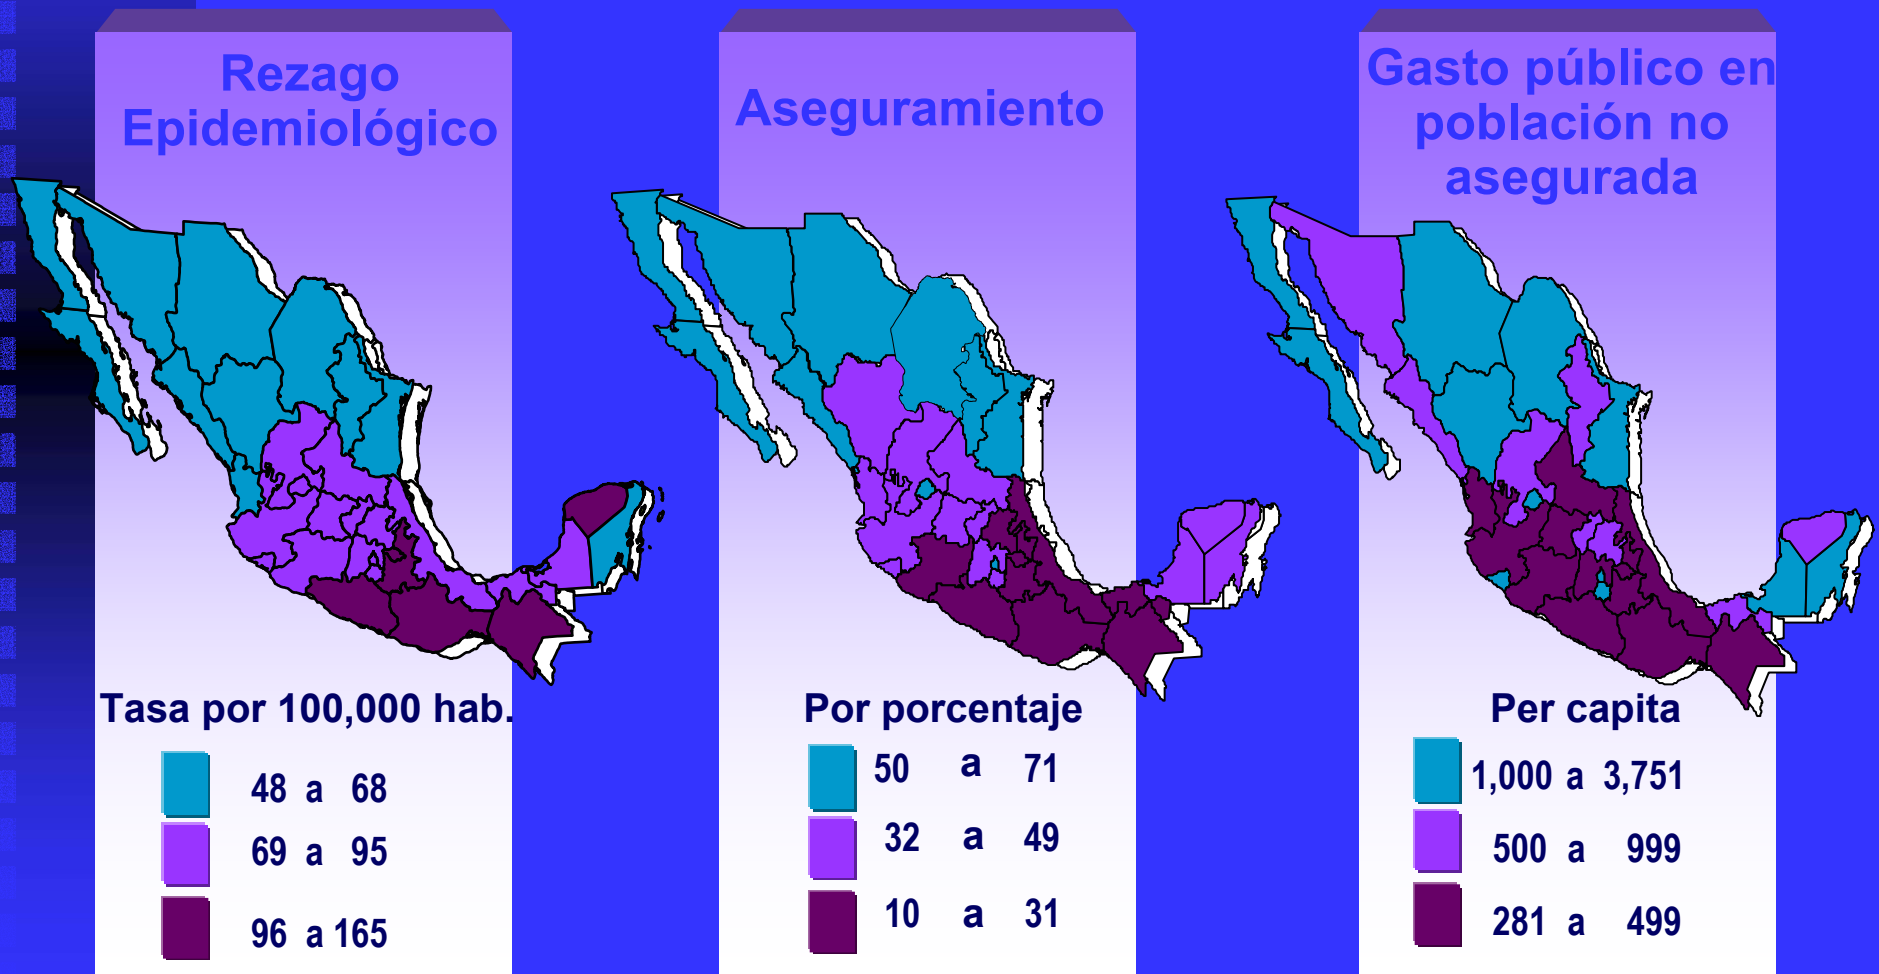 Rezago
Epidemiológico
Tasa por 100,000 hab.
48 a 68
69 a 95
96 a 165
Aseguramiento
Por porcentaje
50 a 71
32 a 49
10 a 31
Gasto público en
población no
asegurada
Per capita
1,000 a 3,751
500 a 999
281 a 499